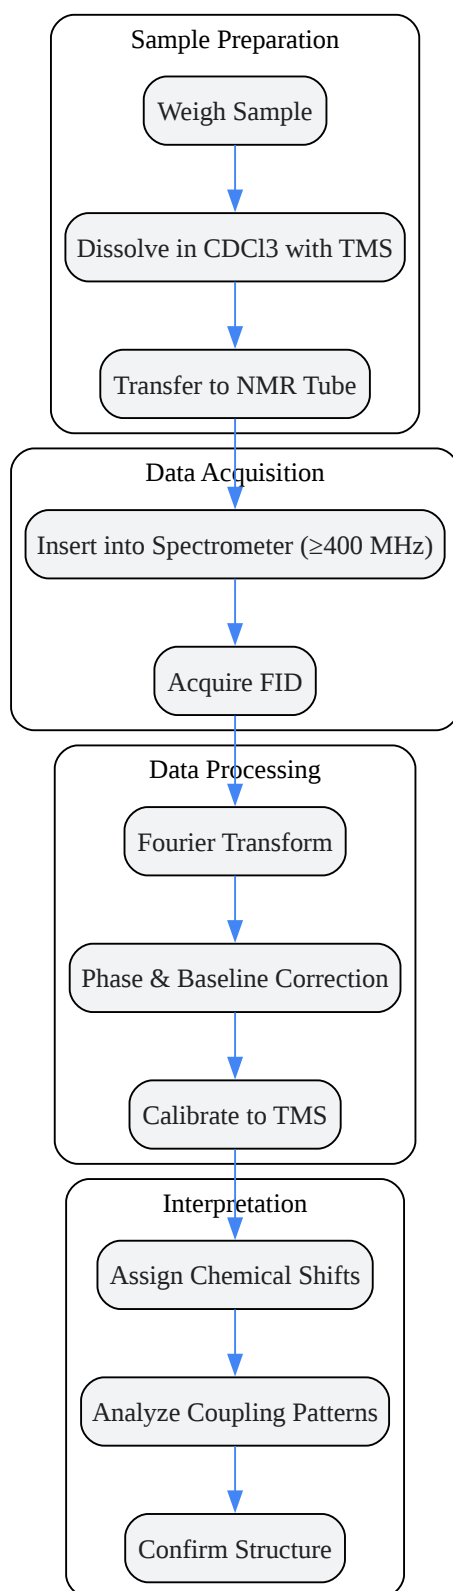 Sample Preparation
Weigh Sample
Dissolve in CDCl3 with TMS
Transfer to NMR Tube
Data Acquisition
Insert into Spectrometer (≥400 MHz)
Acquire FID
Data Processing
Fourier Transform
Phase & Baseline Correction
Calibrate to TMS
Interpretation
Assign Chemical Shifts
Analyze Coupling Patterns
Confirm Structure